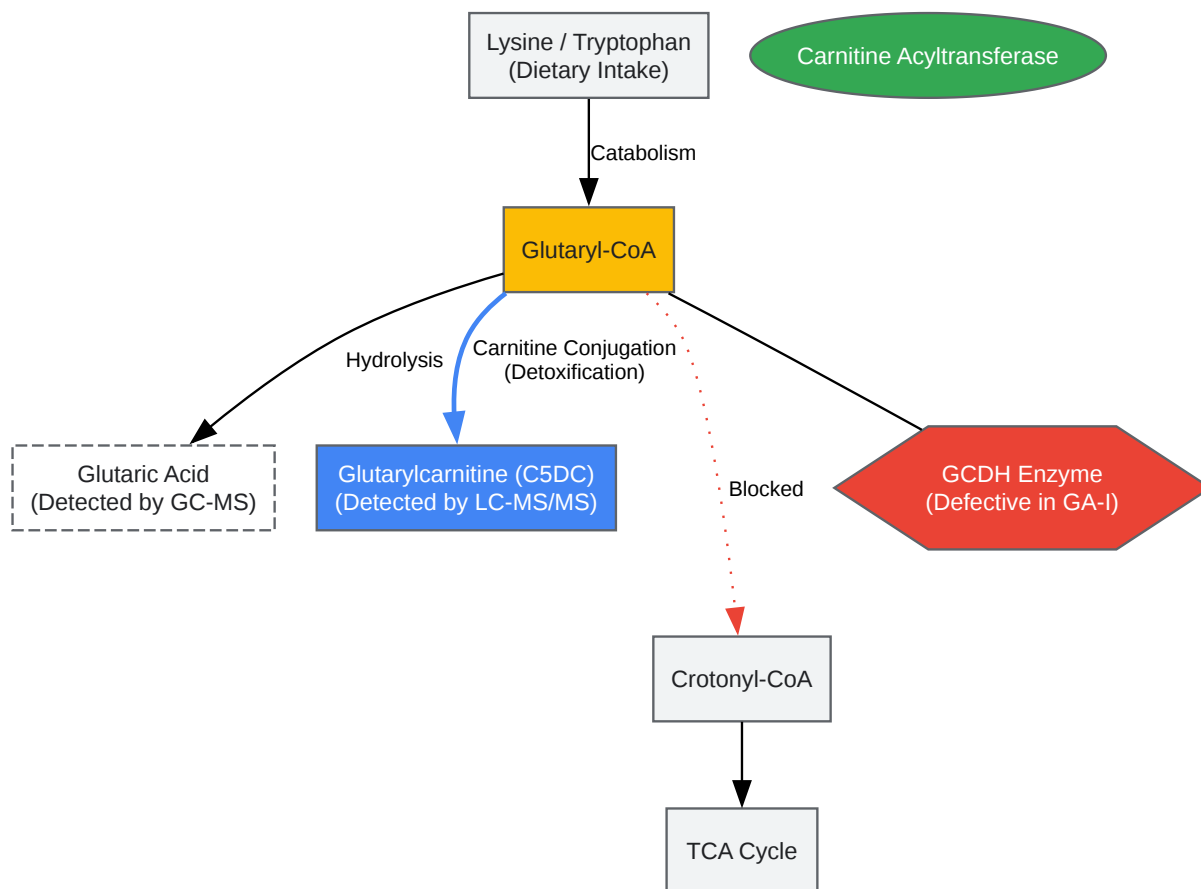 Lysine / Tryptophan
(Dietary Intake)
Carnitine Acyltransferase
Catabolism
Glutaryl-CoA
Hydrolysis
Carnitine Conjugation
(Detoxification)
Glutaric Acid
(Detected by GC-MS)
Glutarylcarnitine (C5DC)
(Detected by LC-MS/MS)
Blocked
GCDH Enzyme
(Defective in GA-I)
Crotonyl-CoA
TCA Cycle